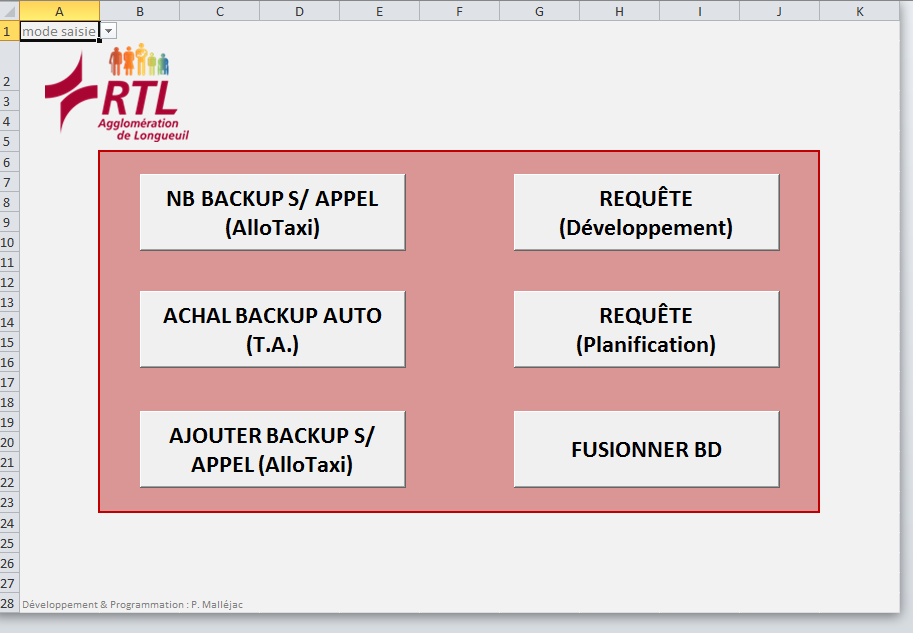 A B C D E F G H I J K
1 mode saisie
2
RTL
3
Agglomération
4
de Longueuil
5
6
7
NB BACKUP S/ APPEL
(AlloTaxi)
REQUÊTE
(Développement)
8
9
10
11
12
13
ACHAL BACKUP AUTO
(T.A.)
REQUÊTE
(Planification)
14
15
16
17
18
19
AJOUTER BACKUP S/
APPEL (AlloTaxi)
FUSIONNER BD
20
21
22
23
24
25
26
27
28 Développement & Programmation : P. Malléjac